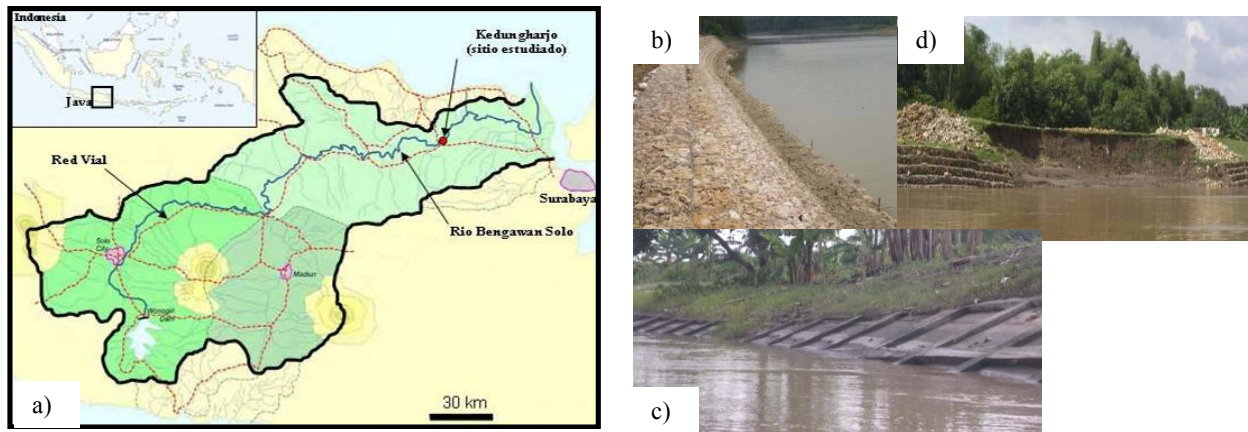 Indonesia
Java
Kedungharjo
(sitio estudiado)
Red Vial
Surabaya
Rio Bengawan Solo
Solo
City
Madiun
30 km
a)
b)
d)
c)